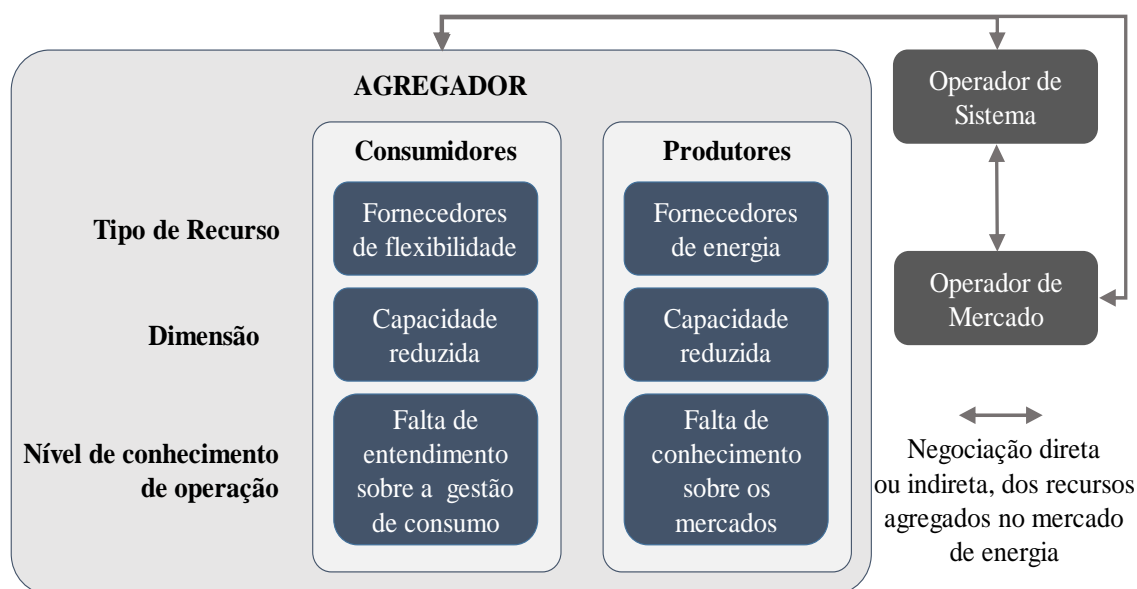 AGREGADOR
Consumidores
Produtores
Tipo de Recurso
Fornecedores
de flexibilidade
Fornecedores
de energia
Dimensão
Capacidade
reduzida
Capacidade
reduzida
Nível de conhecimento
de operação
Falta de
entendimento
sobre a gestão
de consumo
Falta de
conhecimento
sobre os
mercados
Operador de
Sistema
Operador de
Mercado
Negociação direta
ou indireta, dos recursos
agregados no mercado
de energia